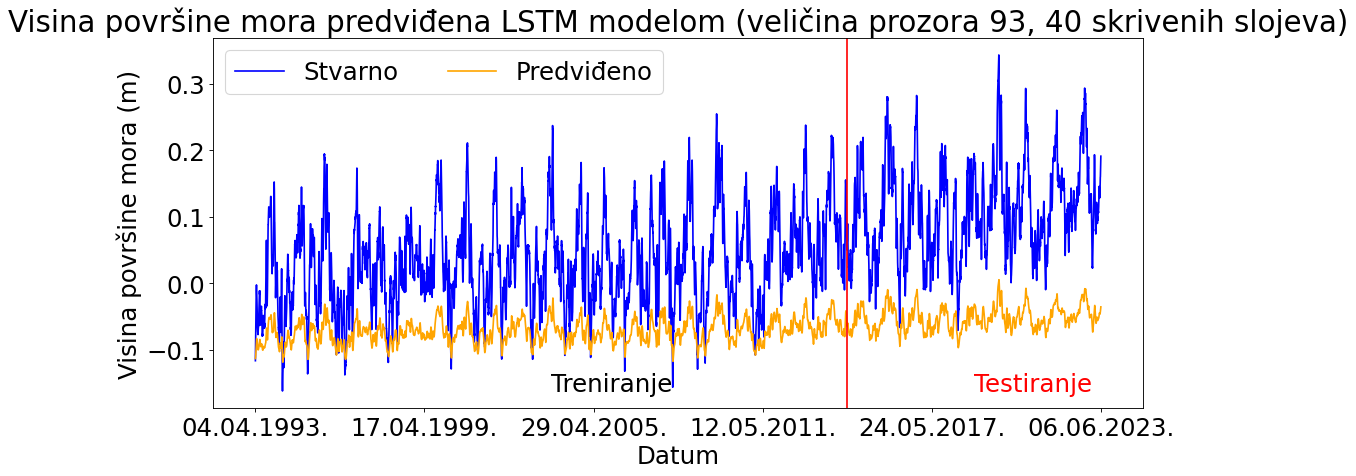 Visina površine mora predviđena LSTM modelom (veličina prozora 93, 40 skrivenih slojeva)
Stvarno
Predviđeno
Visina površine mora (m)
0.3
0.2
0.1
0.0
−0.1
Treniranje
Testiranje
04.04.1993.
17.04.1999.
29.04.2005.
12.05.2011.
24.05.2017.
06.06.2023.
Datum